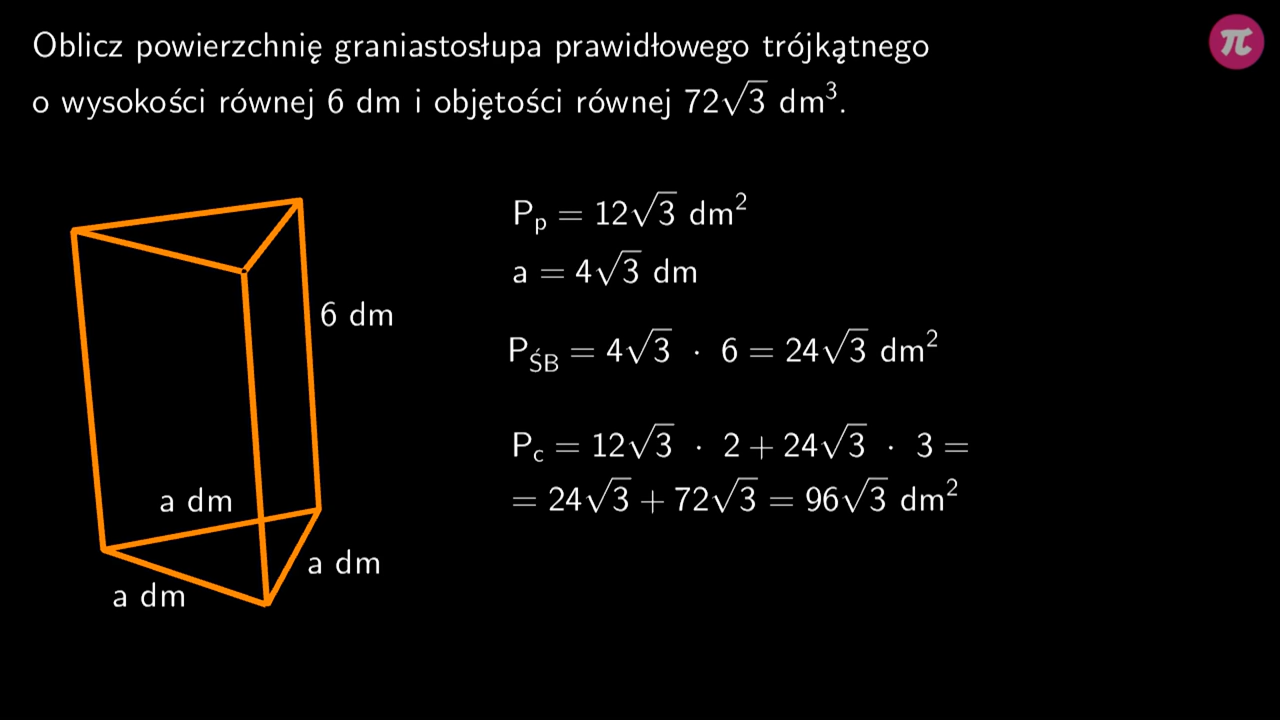 Oblicz powierzchnię graniastosłupa prawidłowego trójkątnego
o wysokości równej 6 dm i objętości równej 72√3 dm³.
π
Pₚ = 12√3 dm²
a = 4√3 dm
6 dm
P_ŚB = 4√3 · 6 = 24√3 dm²
P_c = 12√3 · 2 + 24√3 · 3 =
= 24√3 + 72√3 = 96√3 dm²
a dm
a dm
a dm